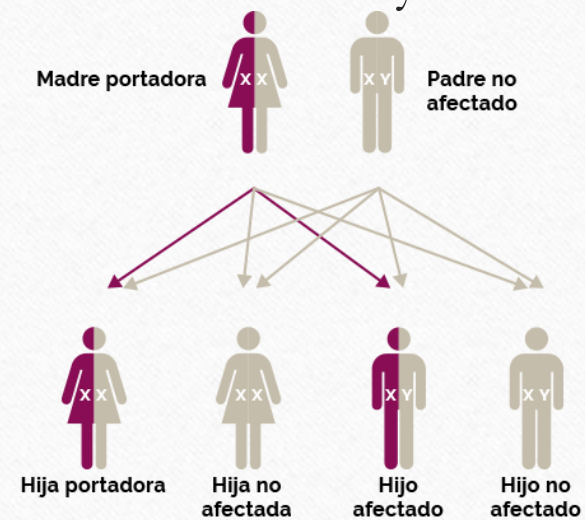 Madre portadora
X X
X Y
Padre no
afectado
X X
X X
X Y
X Y
Hija portadora
Hija no
afectada
Hijo
afectado
Hijo no
afectado